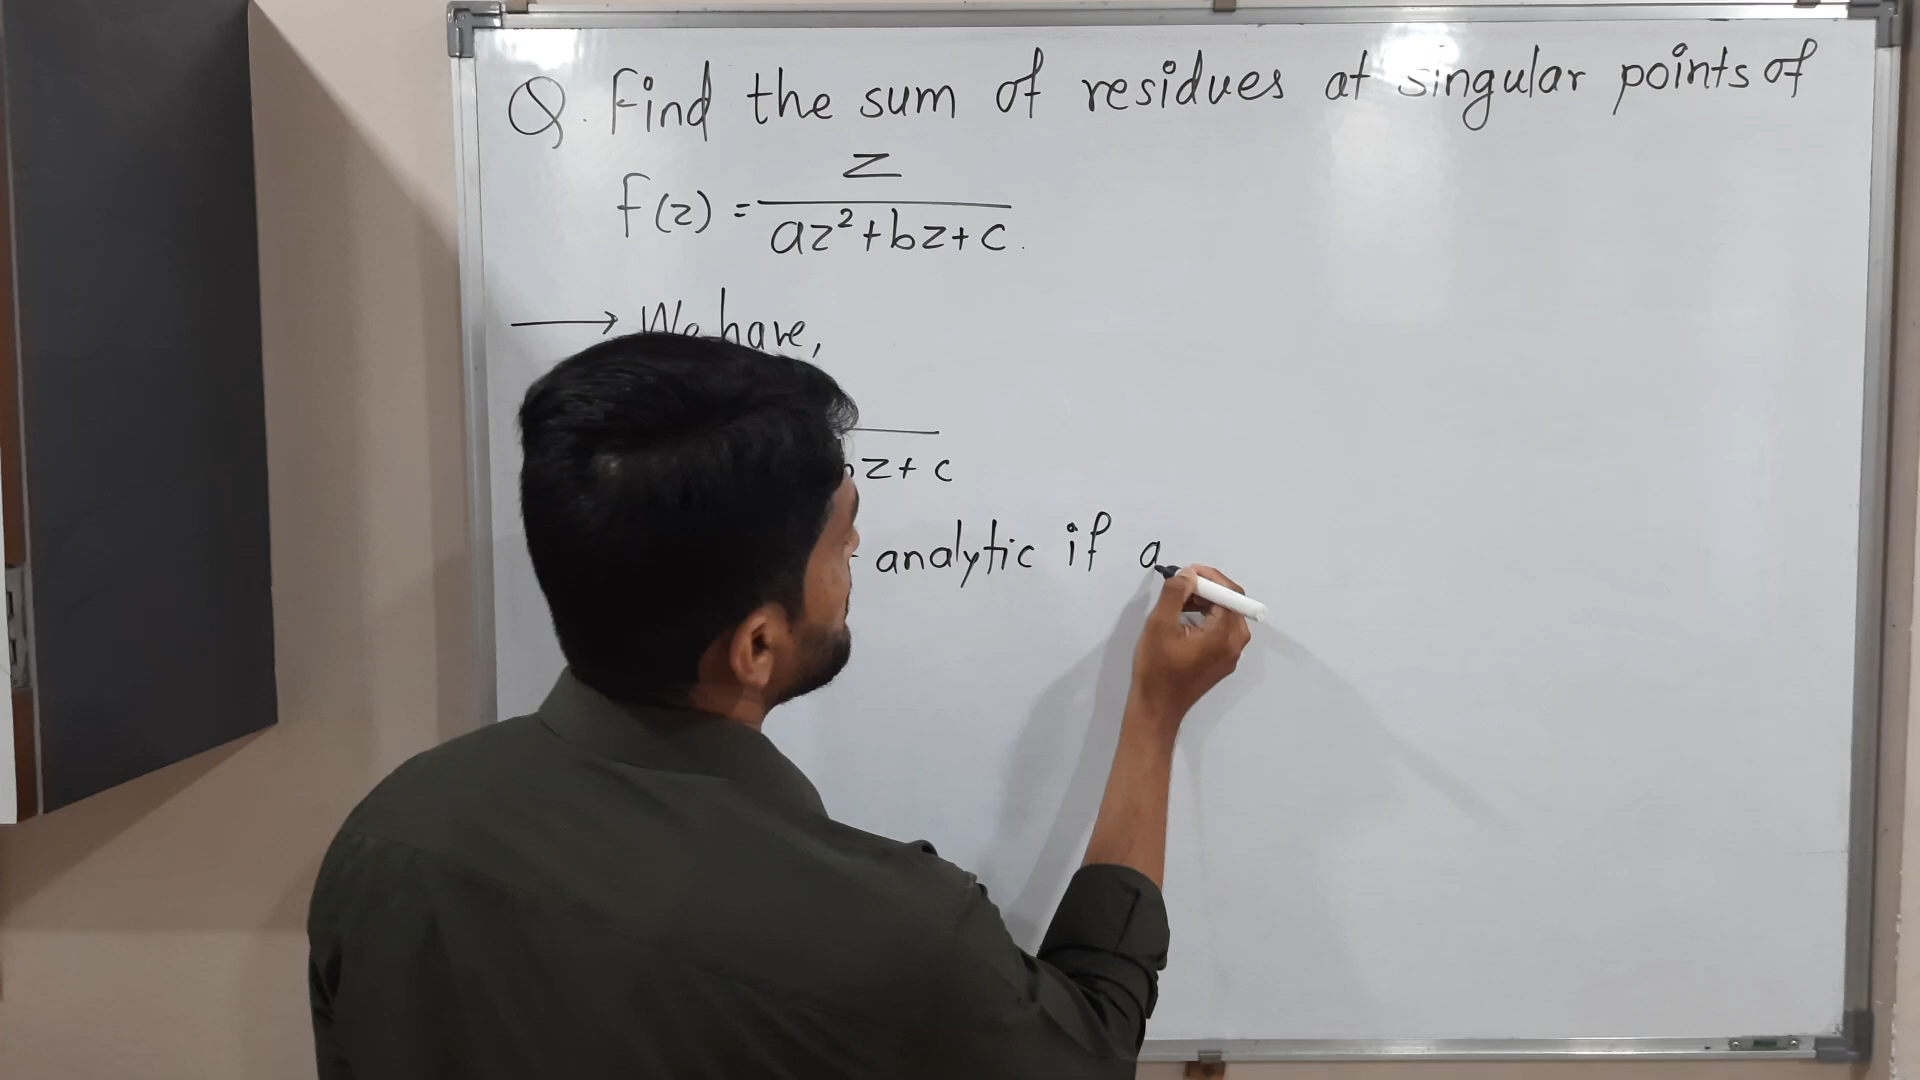 Q. Find the sum of residues at singular points of
z
f(z) = ―――――
az²+bz+c.
⟶ We have,
z+ c
analytic if a